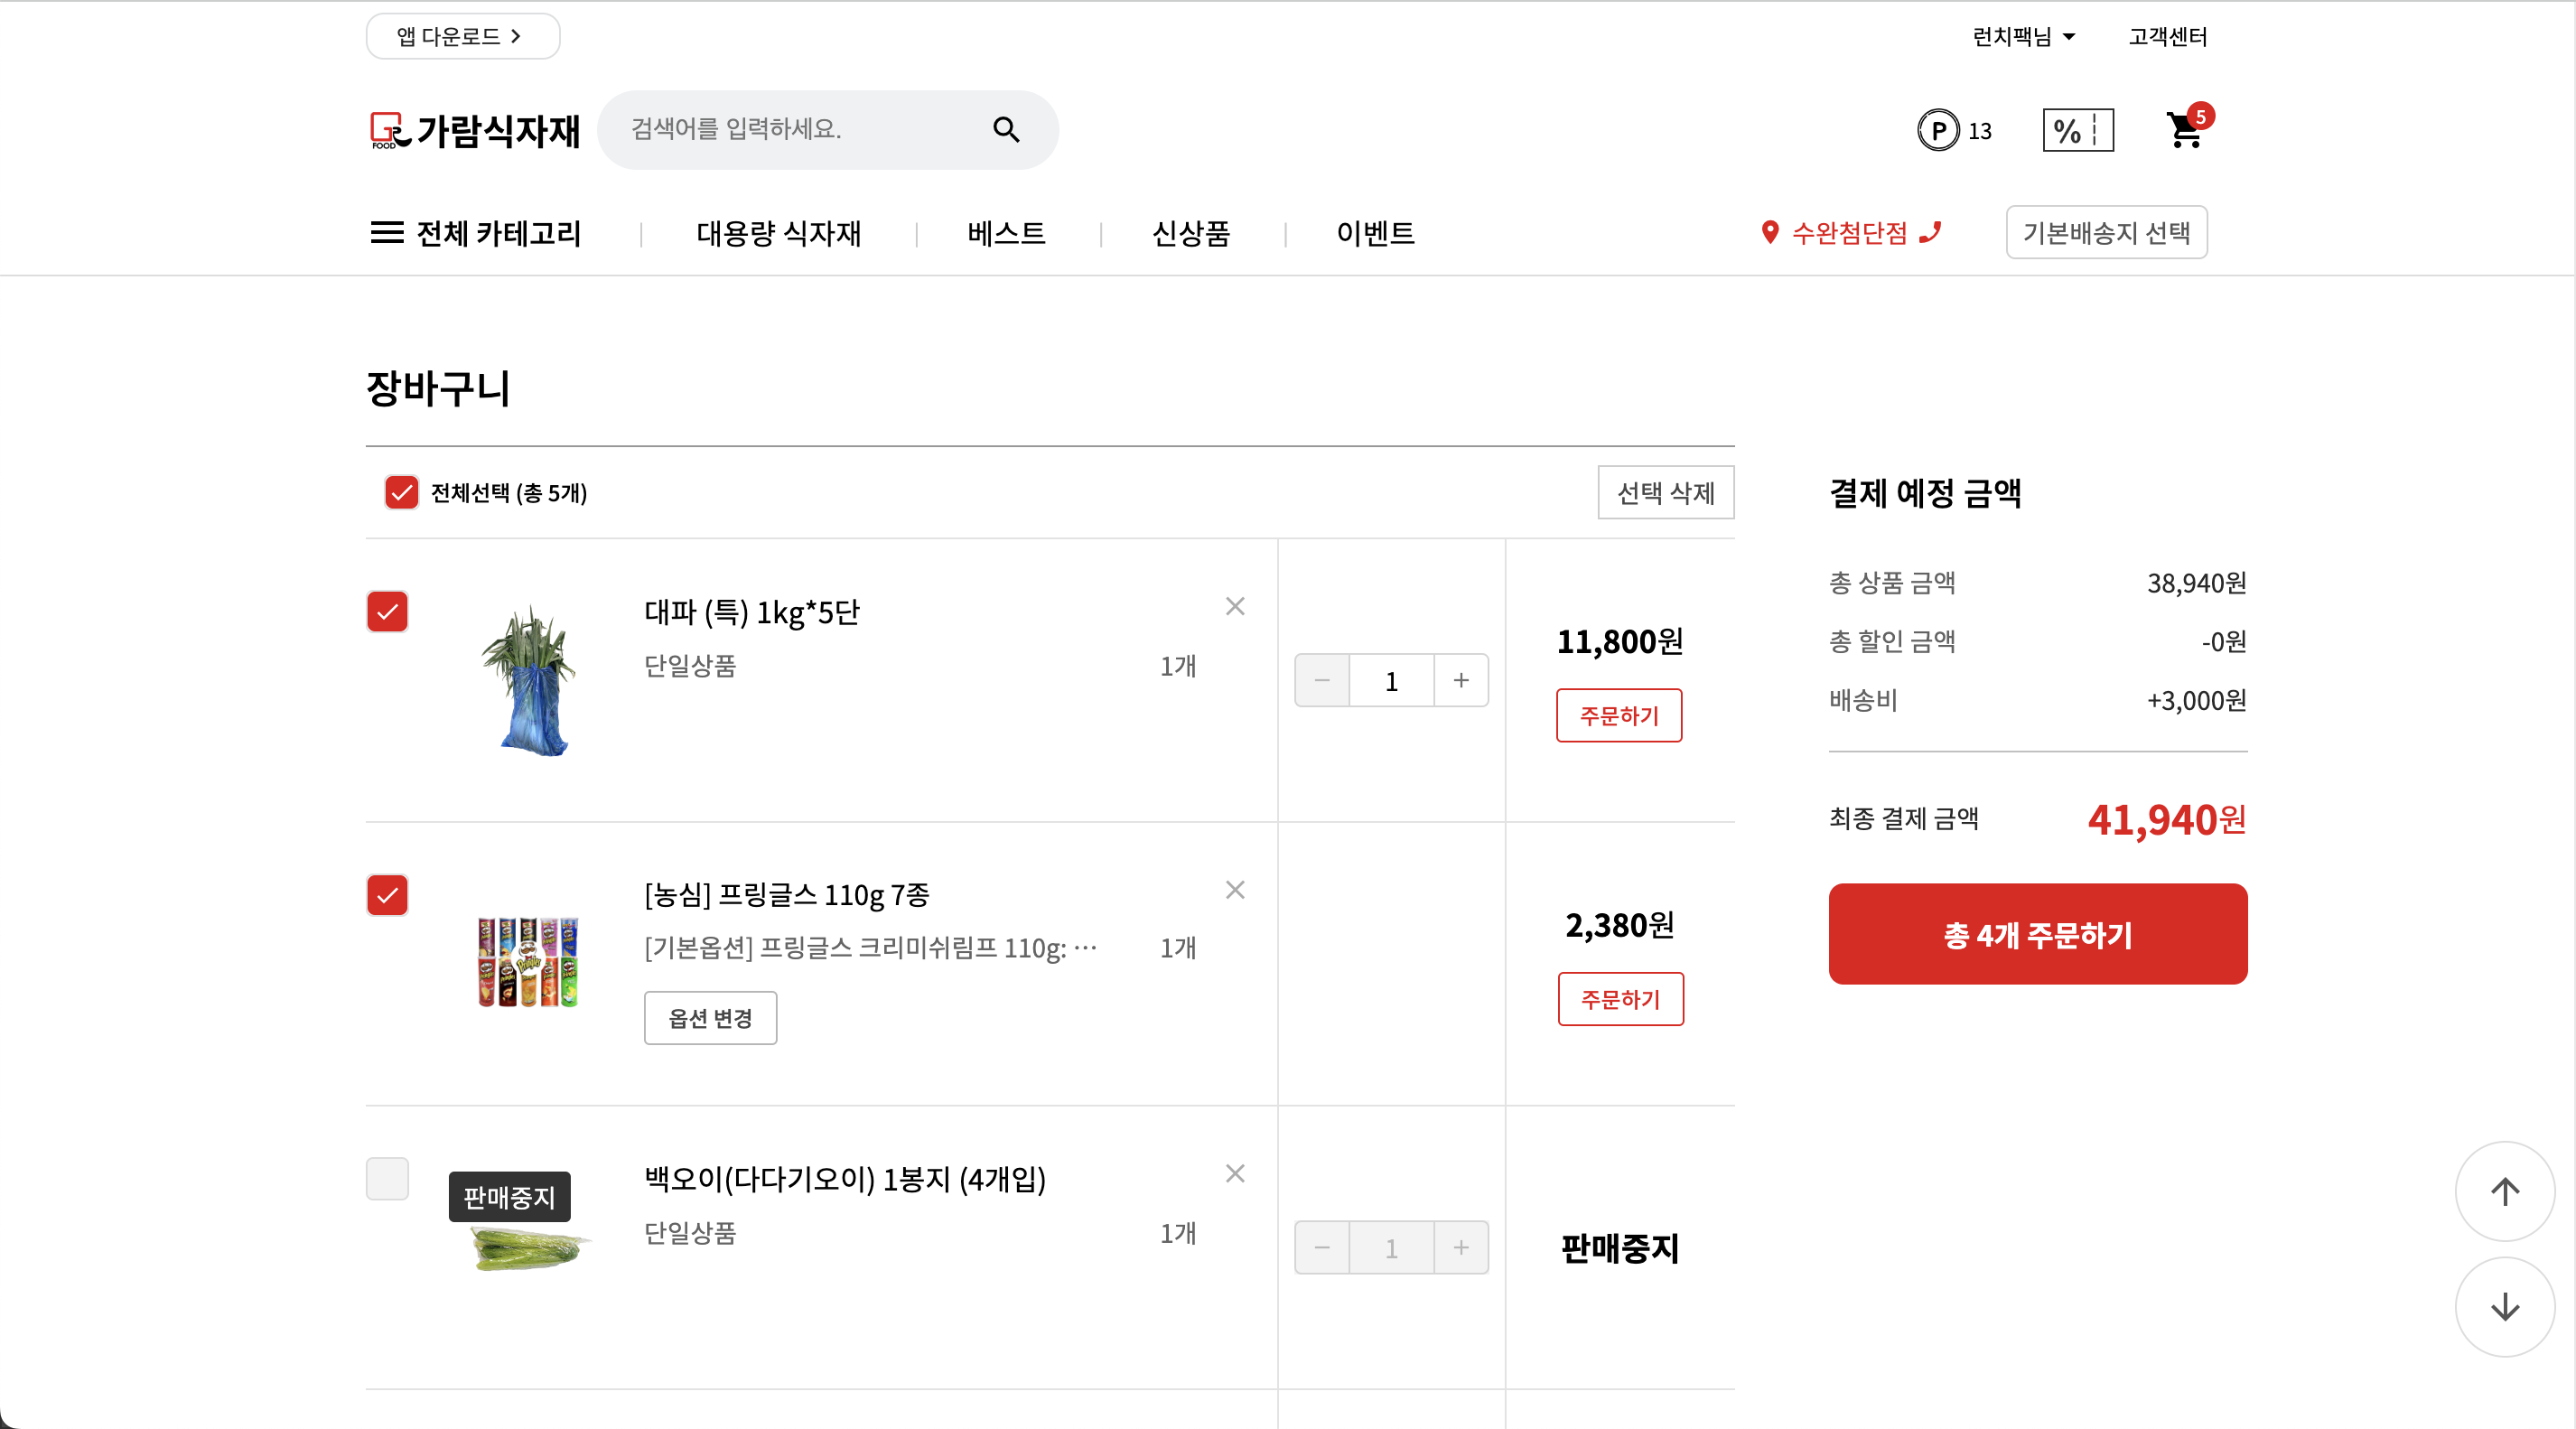 앱 다운로드
런치팩님
고객센터
FOOD
가람식자재
검색어를 입력하세요.
P 13
%
5
전체 카테고리
대용량 식자재
베스트
신상품
이벤트
수완첨단점
기본배송지 선택
장바구니
전체선택 (총 5개)
선택 삭제
대파 (특) 1kg*5단
단일상품
1개
− 1 +
11,800원
주문하기
[농심] 프링글스 110g 7종
[기본옵션] 프링글스 크리미쉬림프 110g: ···
1개
옵션 변경
2,380원
주문하기
판매중지
백오이(다다기오이) 1봉지 (4개입)
단일상품
1개
− 1 +
판매중지
결제 예정 금액
총 상품 금액 38,940원
총 할인 금액 -0원
배송비 +3,000원
최종 결제 금액 41,940원
총 4개 주문하기